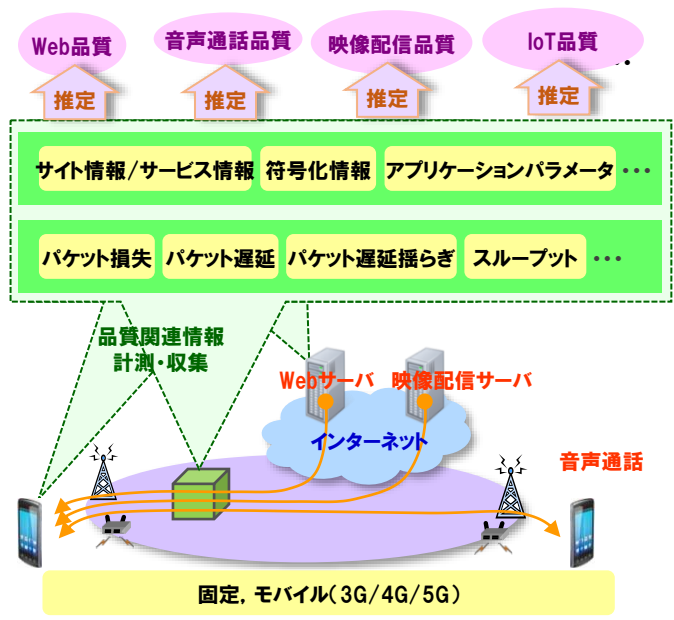 Web品質
音声通話品質
映像配信品質
IoT品質
・・
推定
推定
推定
推定
サイト情報/サービス情報
符号化情報
アプリケーションパラメータ
・・・
パケット損失
パケット遅延
パケット遅延揺らぎ
スループット
・・・
品質関連情報
計測・収集
Webサーバ
映像配信サーバ
インターネット
音声通話
固定, モバイル(3G/4G/5G)